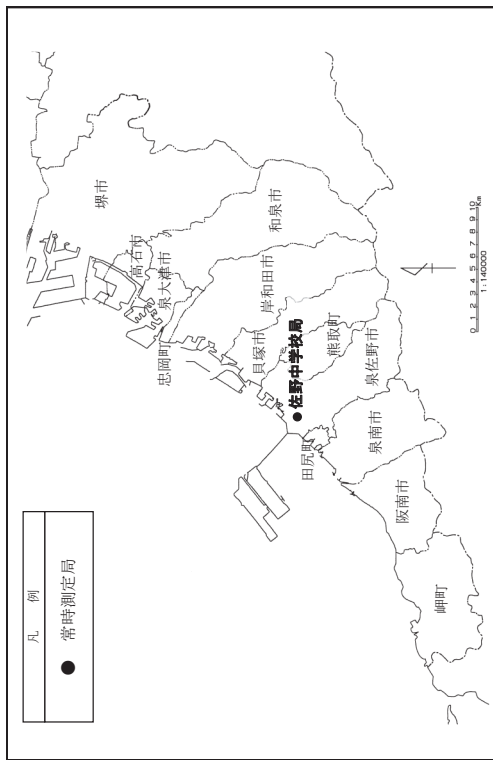 凡 例
● 常時測定局
堺市
高石市
泉大津市
和泉市
忠岡町
岸和田市
貝塚市
熊取町
●佐野中学校局
泉佐野市
田尻町
泉南市
阪南市
岬町
0 1 2 3 4 5 6 7 8 9 10
Km
1:140000